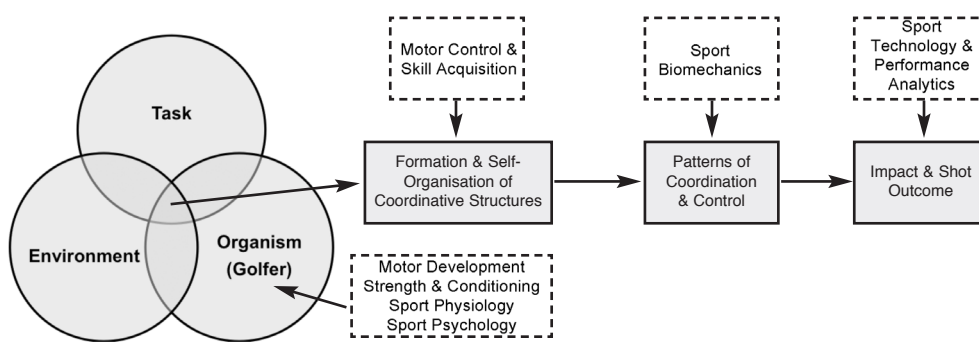 Task
Environment
Organism
(Golfer)
Motor Development
Strength & Conditioning
Sport Physiology
Sport Psychology
Motor Control &
Skill Acquisition
Formation & Self-
Organisation of
Coordinative Structures
Sport
Biomechanics
Patterns of
Coordination
& Control
Sport
Technology &
Performance
Analytics
Impact & Shot
Outcome